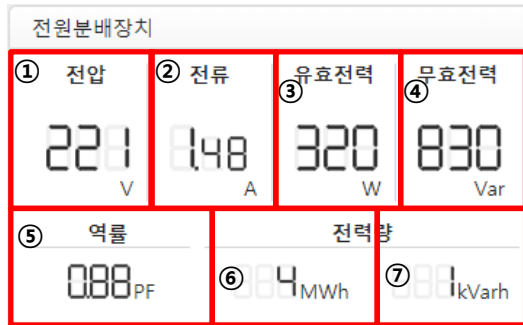 전원분배장치
① 전압 ② 전류 ③ 유효전력 ④ 무효전력
221 V 1.48 A 320 W 830 Var
⑤ 역률 전력량
0.88 PF ⑥ 4 MWh ⑦ 1 kVarh